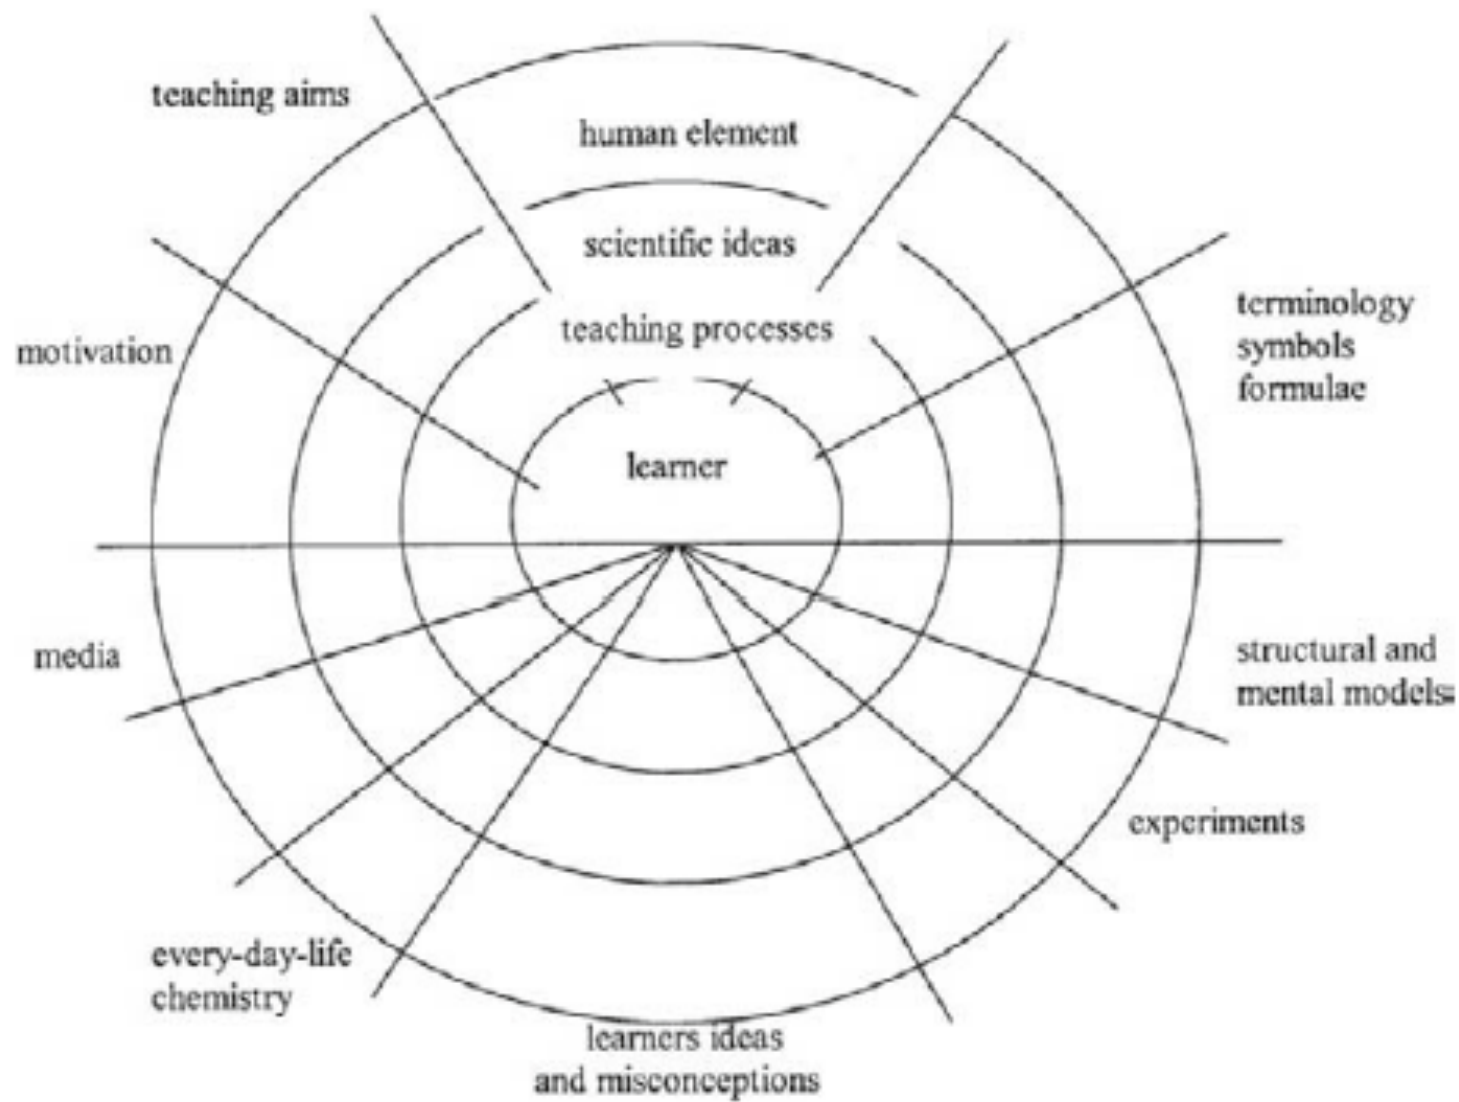 teaching aims
human element
scientific ideas
teaching processes
learner
motivation
terminology
symbols
formulae
media
structural and
mental models
experiments
every-day-life
chemistry
learners ideas
and misconceptions